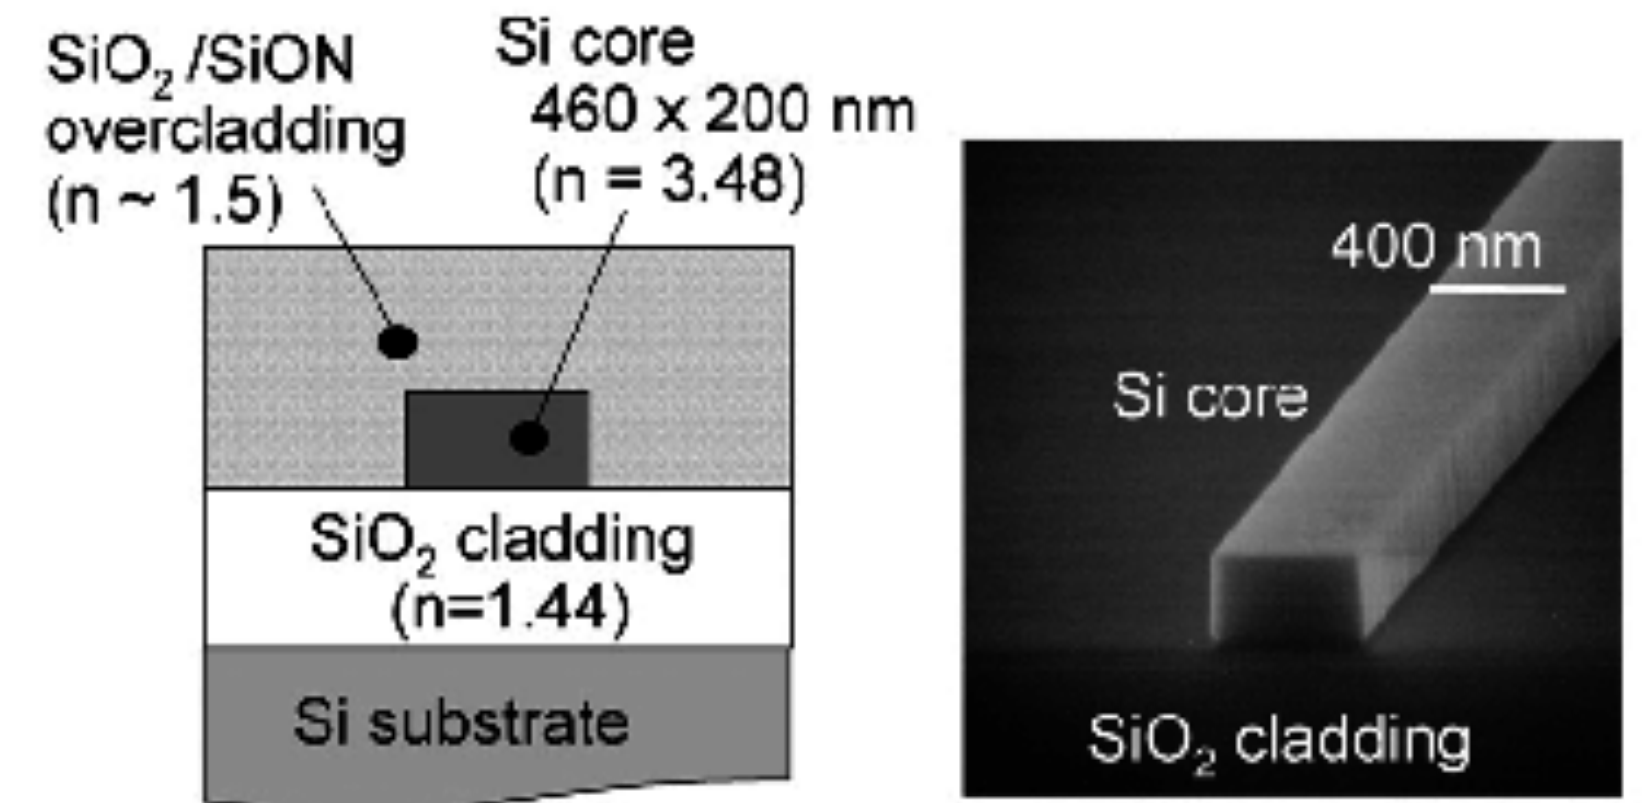 SiO₂ /SiON
overcladding
(n ~ 1.5)
Si core
460 x 200 nm
(n = 3.48)
SiO₂ cladding
(n=1.44)
Si substrate
400 nm
Si core
SiO₂ cladding